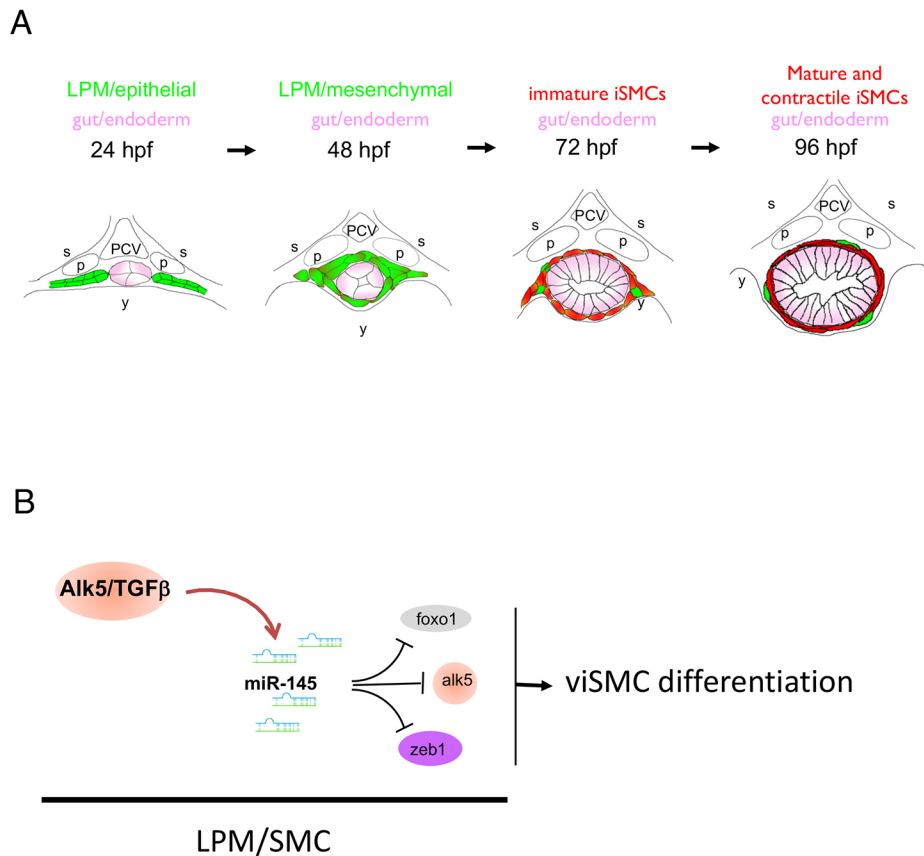 A
LPM/epithelial
gut/endoderm
24 hpf
LPM/mesenchymal
gut/endoderm
48 hpf
immature iSMCs
gut/endoderm
72 hpf
Mature and
contractile iSMCs
gut/endoderm
96 hpf
s
PCV
s
p
p
y
s
PCV
s
p
p
y
s
PCV
s
p
p
y
s
PCV
s
p
p
y
B
Alk5/TGFβ
miR-145
foxo1
alk5
zeb1
viSMC differentiation
LPM/SMC